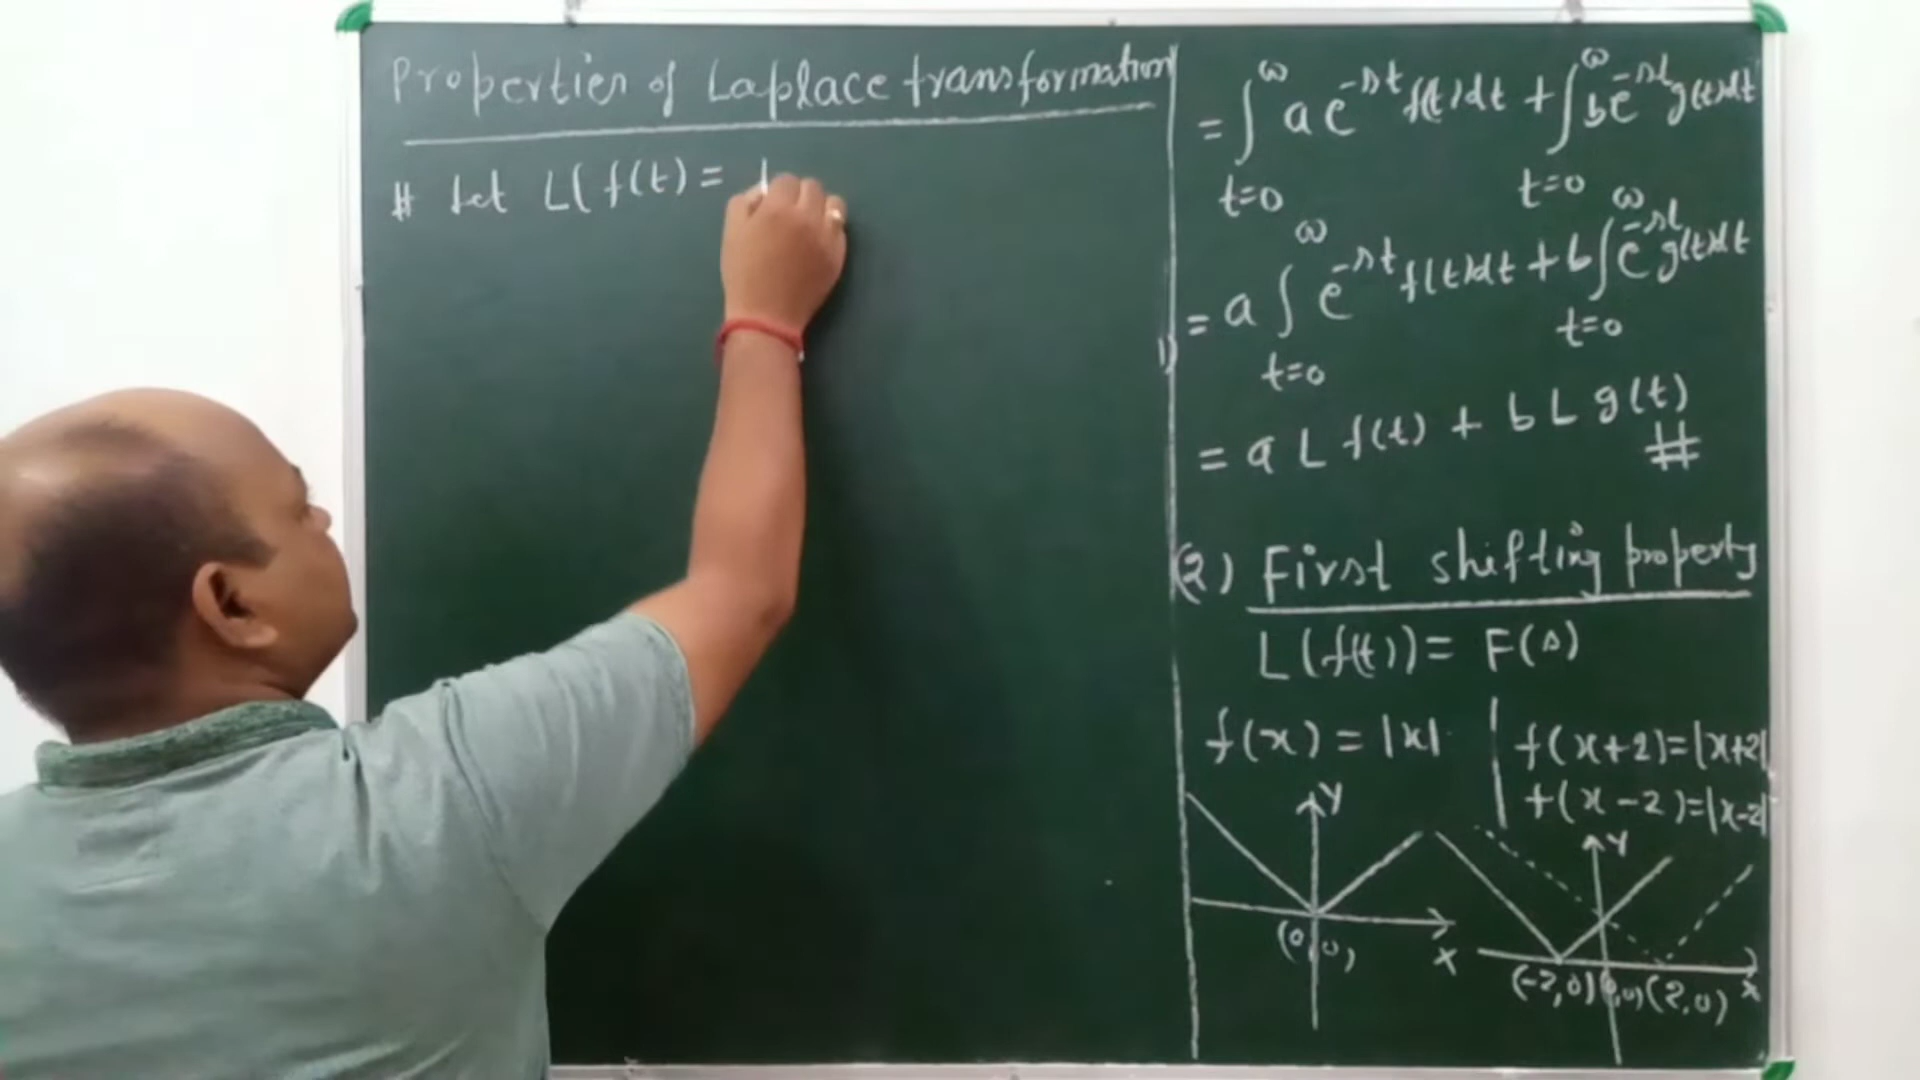 Properties of Laplace transformation
# Let L(f(t) =
= ∫ a e^-st f(t)dt + ∫ b e^-st g(t)dt
∞ ∞
t=0 t=0
= a ∫ e^-st f(t)dt + b ∫ e^-st g(t)dt
∞ ∞
t=0 t=0
1)
= a L f(t) + b L g(t)
#
(2) First shifting property
L(f(t)) = F(s)
f(x) = |x|
f(x+2)=|x+2|
f(x-2)=|x-2|
Y
(0,0)
X
Y
(-2,0) (0,0) (2,0) X